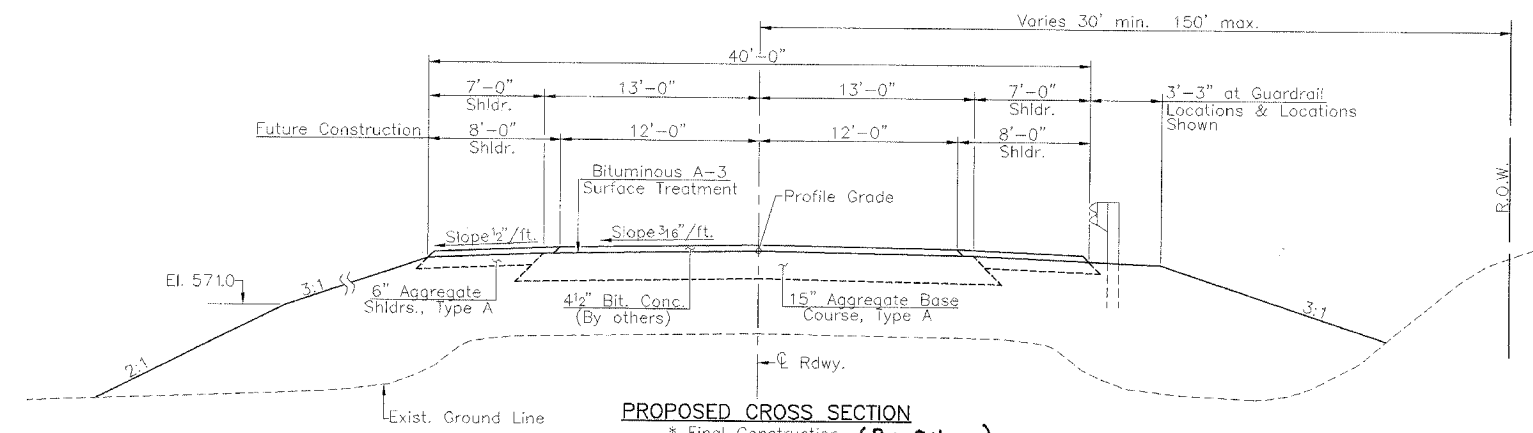 Varies 30' min. 150' max.
40'-0"
7'-0"
Shldr.
13'-0"
13'-0"
7'-0"
Shldr.
3'-3" at Guardrail
Locations & Locations
Shown
Future Construction
8'-0"
Shldr.
12'-0"
12'-0"
8'-0"
Shldr.
Bituminous A-3
Surface Treatment
Profile Grade
R.O.W.
Slope 1/2"/ft.
Slope 3/16"/ft.
El. 571.0
3:1
6" Aggregate
Shldrs., Type A
4 1/2" Bit. Conc.
(By others)
15" Aggregate Base
Course, Type A
3:1
2:1
℄ Rdwy.
Exist. Ground Line
PROPOSED CROSS SECTION
* Final Construction